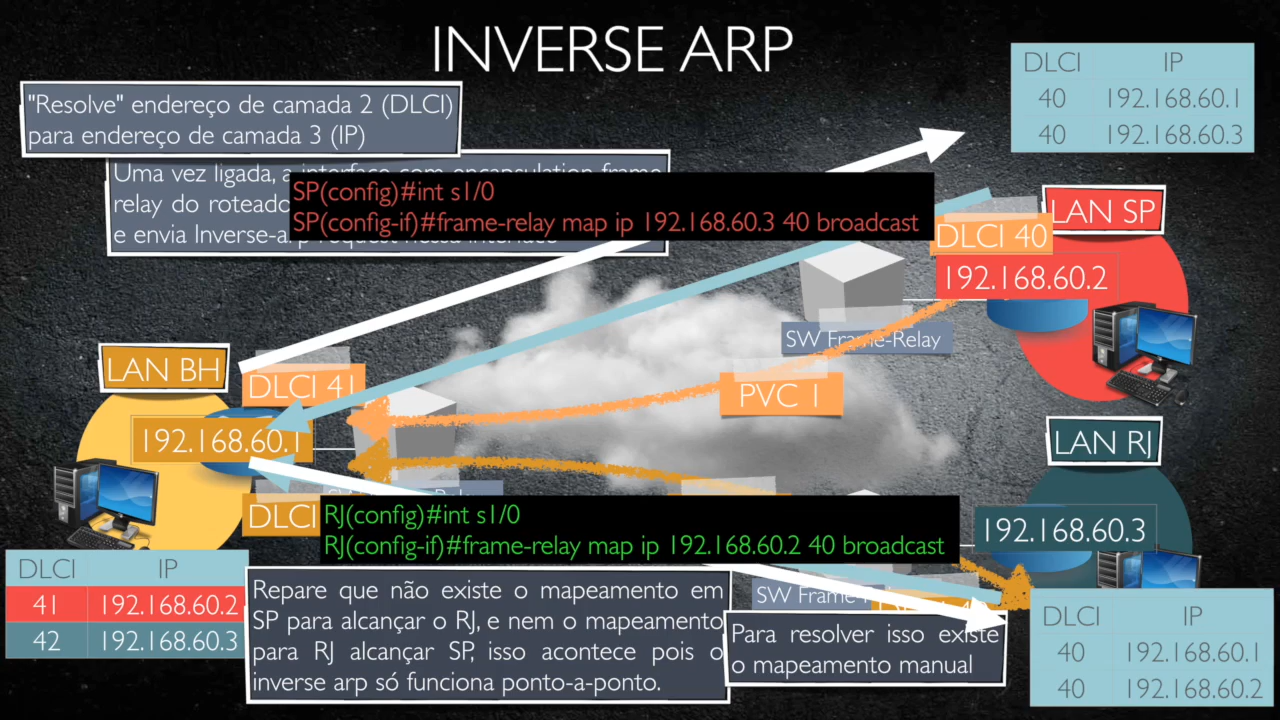 INVERSE ARP
"Resolve" endereço de camada 2 (DLCI)
para endereço de camada 3 (IP)
Uma vez ligada, a interface com encapsulation frame
relay do
e envia
SP(config)#int s1/0
SP(config-if)#frame-relay map ip 192.168.60.3 40 broadcast
DLCI IP
40 192.168.60.1
40 192.168.60.3
LAN SP
DLCI 40
192.168.60.2
SW Frame-Relay
PVC 1
LAN BH
DLCI 41
192.168.60.1
LAN RJ
192.168.60.3
DLCI
RJ(config)#int s1/0
RJ(config-if)#frame-relay map ip 192.168.60.2 40 broadcast
DLCI IP
41 192.168.60.2
42 192.168.60.3
Repare que não existe o mapeamento em
SP para alcançar o RJ, e nem o mapeamento
para RJ alcançar SP, isso acontece pois o
inverse arp só funciona ponto-a-ponto.
SW Frame
Para resolver isso existe
o mapeamento manual
DLCI IP
40 192.168.60.1
40 192.168.60.2